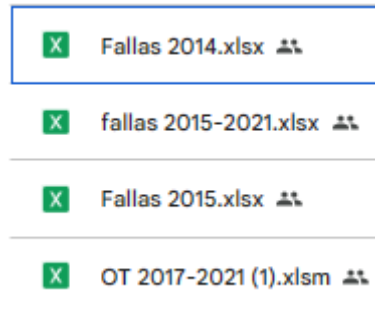 Fallas 2014.xlsx
fallas 2015-2021.xlsx
Fallas 2015.xlsx
OT 2017-2021 (1).xlsm